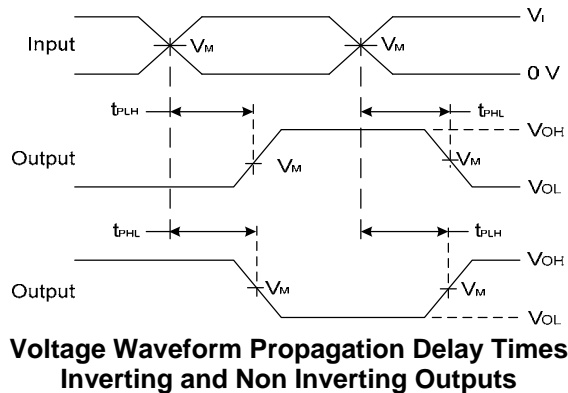 VI
Input VM VM
0 V
tPLH tPHL
VOH
Output VM VM
VOL
tPHL tPLH
VOH
Output VM VM
VOL
Voltage Waveform Propagation Delay Times
Inverting and Non Inverting Outputs